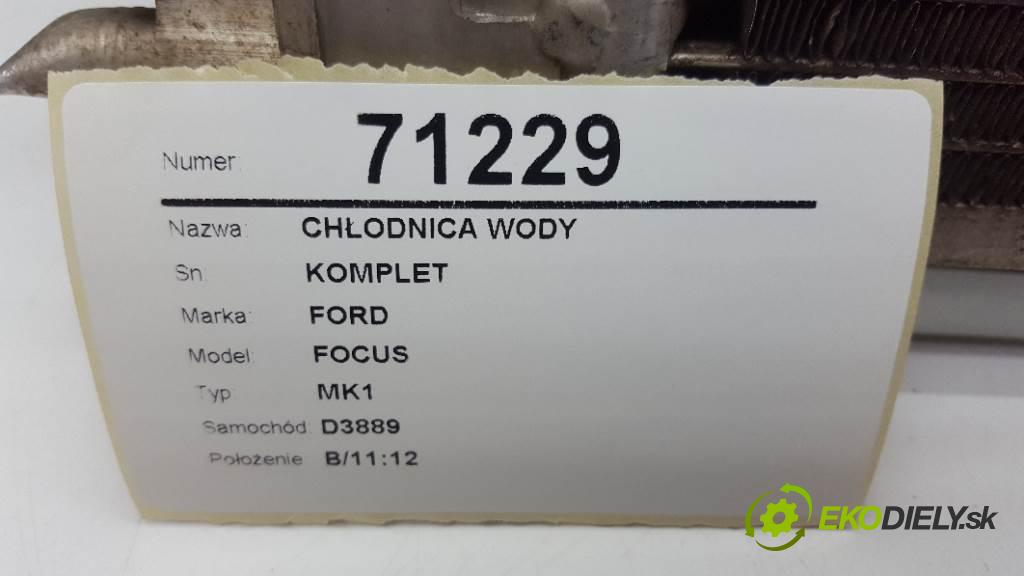 Numer: 71229
Nazwa: CHŁODNICA WODY
Sn. KOMPLET
Marka: FORD
Model: FOCUS
Typ MK1
Samochód: D3889
Położenie B/11:12
EKODIELY.sk